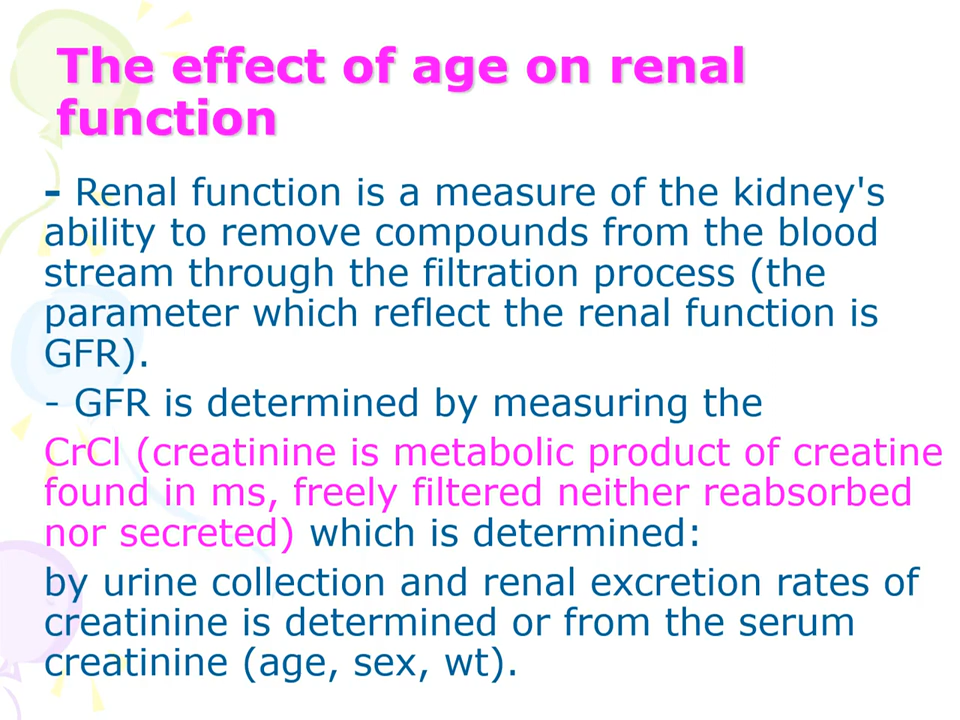 The effect of age on renal
function
- Renal function is a measure of the kidney's
ability to remove compounds from the blood
stream through the filtration process (the
parameter which reflect the renal function is
GFR).
- GFR is determined by measuring the
CrCl (creatinine is metabolic product of creatine
found in ms, freely filtered neither reabsorbed
nor secreted) which is determined:
by urine collection and renal excretion rates of
creatinine is determined or from the serum
creatinine (age, sex, wt).